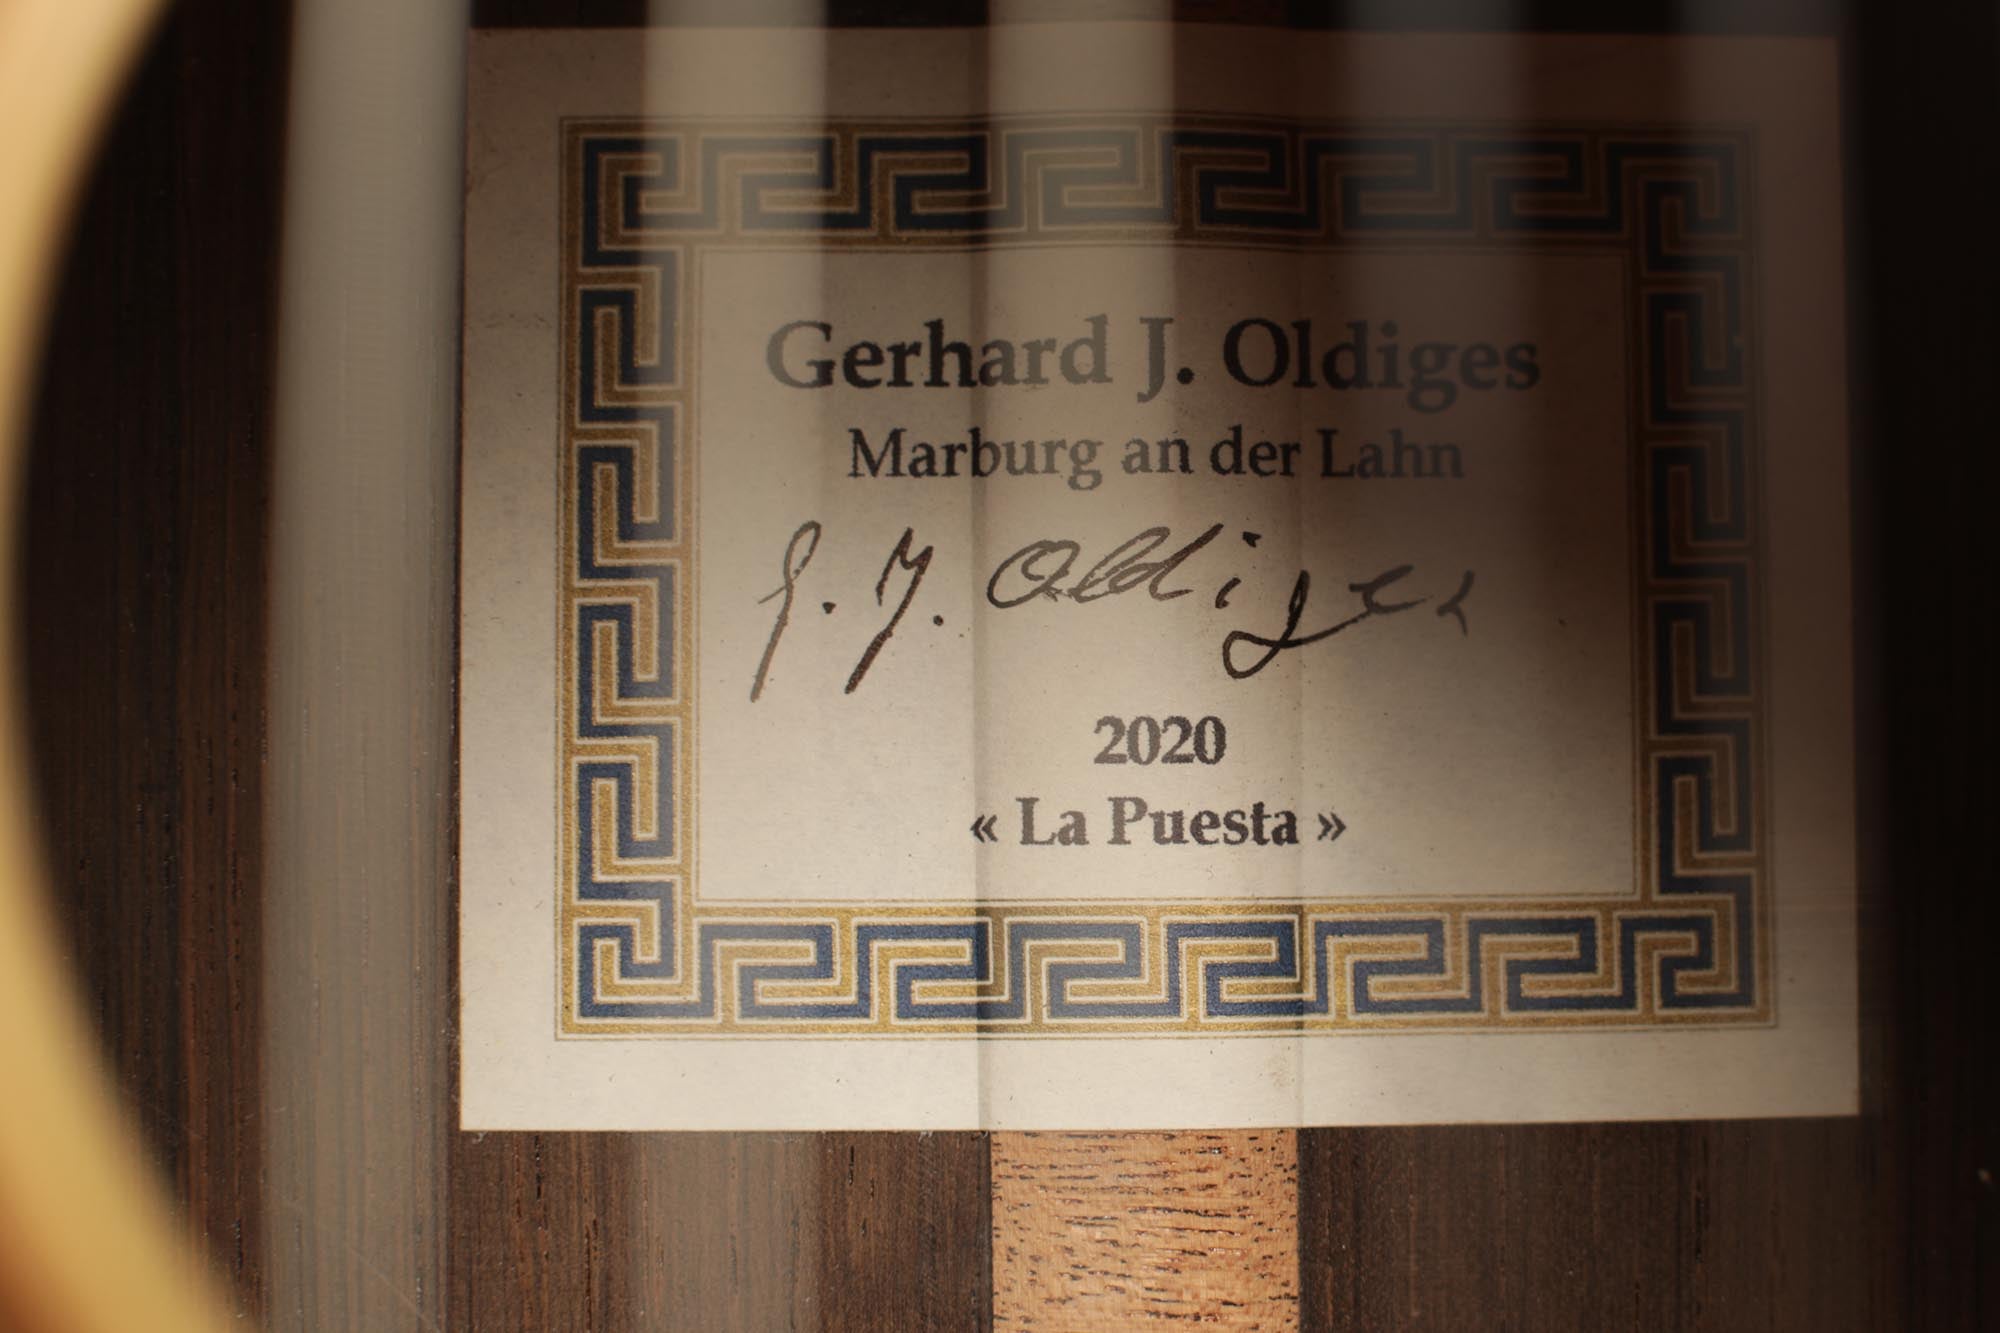 Gerhard J. Oldiges
Marburg an der Lahn
G. J. Oldiges
2020
« La Puesta »